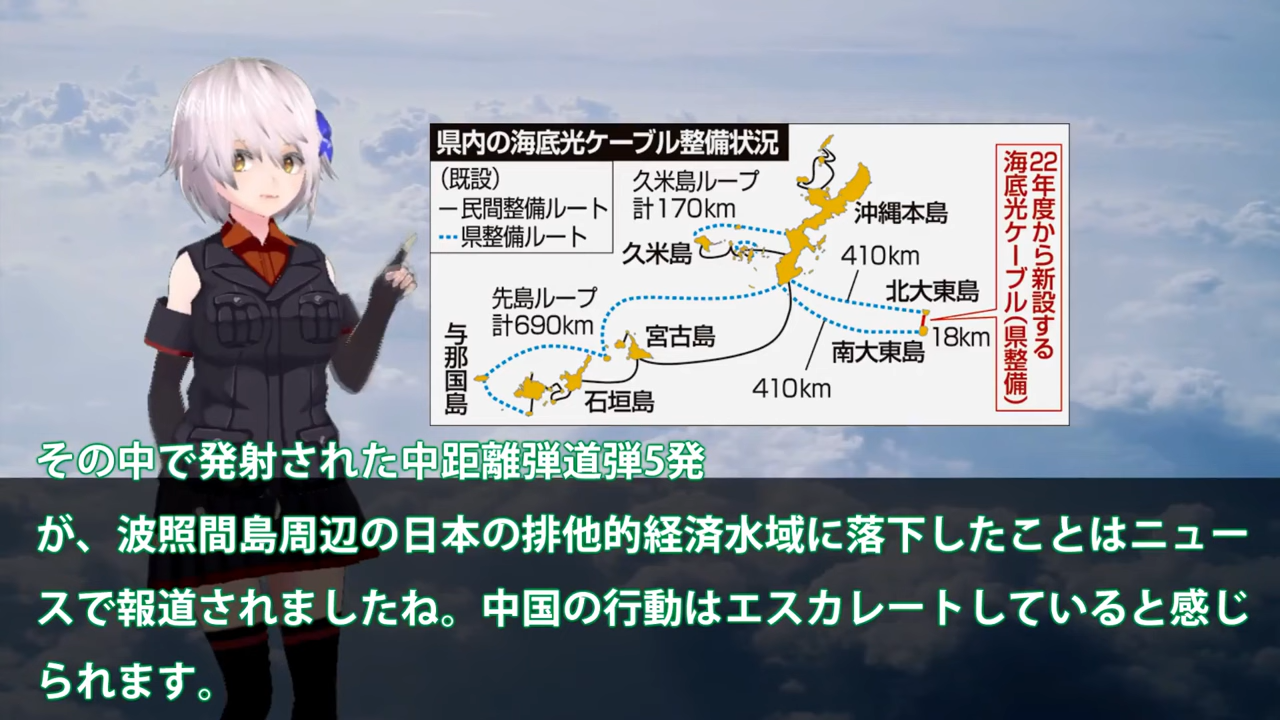 県内の海底光ケーブル整備状況
(既設)
民間整備ルート
県整備ルート
久米島ループ
計170km
久米島
沖縄本島
410km
北大東島
18km
南大東島
410km
先島ループ
計690km
宮古島
石垣島
与那国島
22年度から新設する
海底光ケーブル(県整備)
その中で発射された中距離弾道弾5発
が、波照間島周辺の日本の排他的経済水域に落下したことはニュー
スで報道されましたね。中国の行動はエスカレートしていると感じ
られます。